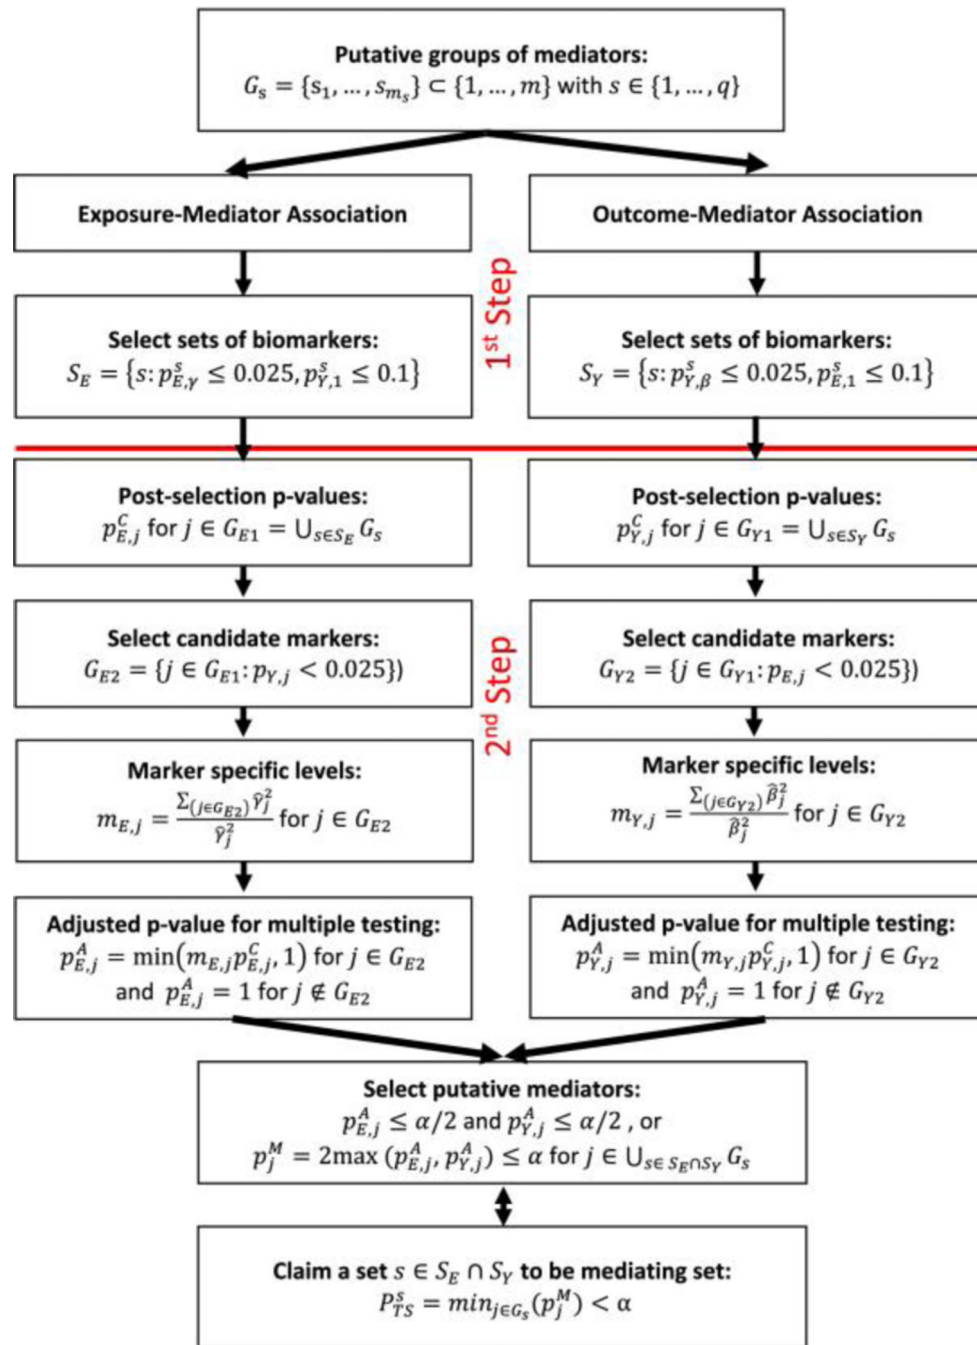 Putative groups of mediators:
G_s = {s_1, …, s_{m_s}} ⊂ {1, …, m} with s ∈ {1, …, q}
Exposure-Mediator Association
Outcome-Mediator Association
1st Step
Select sets of biomarkers:
S_E = {s: p^s_{E,γ} ≤ 0.025, p^s_{Y,1} ≤ 0.1}
Select sets of biomarkers:
S_Y = {s: p^s_{Y,β} ≤ 0.025, p^s_{E,1} ≤ 0.1}
Post-selection p-values:
p^C_{E,j} for j ∈ G_{E1} = ⋃_{s∈S_E} G_s
Post-selection p-values:
p^C_{Y,j} for j ∈ G_{Y1} = ⋃_{s∈S_Y} G_s
2nd Step
Select candidate markers:
G_{E2} = {j ∈ G_{E1}: p_{Y,j} < 0.025})
Select candidate markers:
G_{Y2} = {j ∈ G_{Y1}: p_{E,j} < 0.025})
Marker specific levels:
m_{E,j} = Σ_{(j∈G_{E2})} γ̂_j^2 / γ̂_j^2 for j ∈ G_{E2}
Marker specific levels:
m_{Y,j} = Σ_{(j∈G_{Y2})} β̂_j^2 / β̂_j^2 for j ∈ G_{Y2}
Adjusted p-value for multiple testing:
p^A_{E,j} = min(m_{E,j} p^C_{E,j}, 1) for j ∈ G_{E2}
and p^A_{E,j} = 1 for j ∉ G_{E2}
Adjusted p-value for multiple testing:
p^A_{Y,j} = min(m_{Y,j} p^C_{Y,j}, 1) for j ∈ G_{Y2}
and p^A_{Y,j} = 1 for j ∉ G_{Y2}
Select putative mediators:
p^A_{E,j} ≤ α/2 and p^A_{Y,j} ≤ α/2 , or
p^M_j = 2max (p^A_{E,j}, p^A_{Y,j}) ≤ α for j ∈ ⋃_{s∈ S_E∩S_Y} G_s
Claim a set s ∈ S_E ∩ S_Y to be mediating set:
P^s_{TS} = min_{j∈G_s}(p^M_j) < α